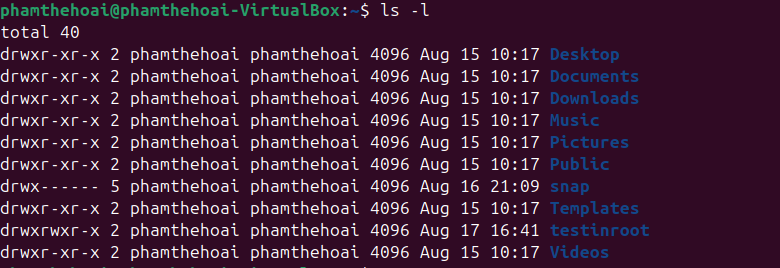 phamthehoai@phamthehoai-VirtualBox:~$ ls -l
total 40
drwxr-xr-x 2 phamthehoai phamthehoai 4096 Aug 15 10:17 Desktop
drwxr-xr-x 2 phamthehoai phamthehoai 4096 Aug 15 10:17 Documents
drwxr-xr-x 2 phamthehoai phamthehoai 4096 Aug 15 10:17 Downloads
drwxr-xr-x 2 phamthehoai phamthehoai 4096 Aug 15 10:17 Music
drwxr-xr-x 2 phamthehoai phamthehoai 4096 Aug 15 10:17 Pictures
drwxr-xr-x 2 phamthehoai phamthehoai 4096 Aug 15 10:17 Public
drwx------ 5 phamthehoai phamthehoai 4096 Aug 16 21:09 snap
drwxr-xr-x 2 phamthehoai phamthehoai 4096 Aug 15 10:17 Templates
drwxrwxr-x 2 phamthehoai phamthehoai 4096 Aug 17 16:41 testinroot
drwxr-xr-x 2 phamthehoai phamthehoai 4096 Aug 15 10:17 Videos